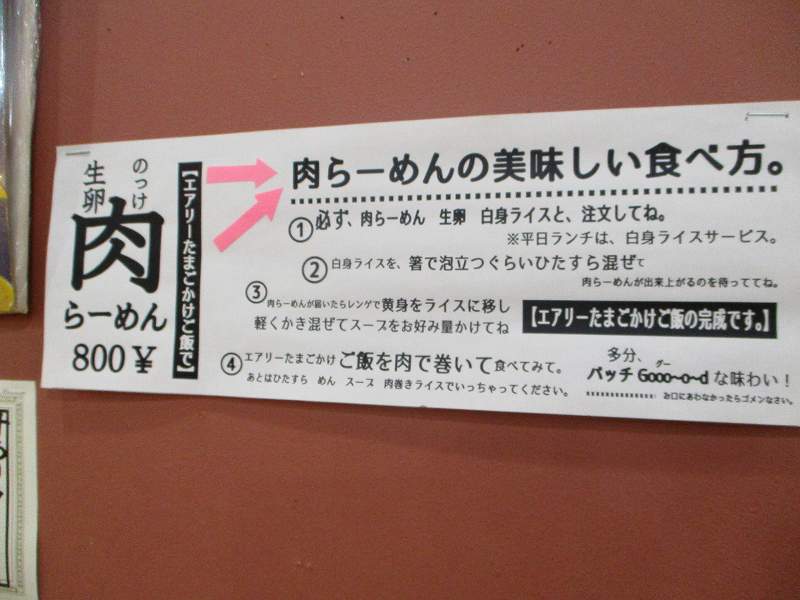 生卵
のっけ
肉
らーめん
800¥
【エアリーたまごかけご飯で】
肉らーめんの美味しい食べ方。
①必ず、肉らーめん 生卵 白身ライスと、注文してね。
※平日ランチは、白身ライスサービス。
②白身ライスを、箸で泡立つぐらいひたすら混ぜて
肉らーめんが出来上がるのを待っててね。
③肉らーめんが届いたらレンゲで黄身をライスに移し
軽くかき混ぜてスープをお好み量かけてね
【エアリーたまごかけご飯の完成です。】
④エアリーたまごかけご飯を肉で巻いて食べてみて。
あとはひたすら めん スープ 肉巻きライスでいっちゃってください。
多分、
グー
バッチGooo~o~dな味わい!
お口にあわなかったらゴメンなさい。